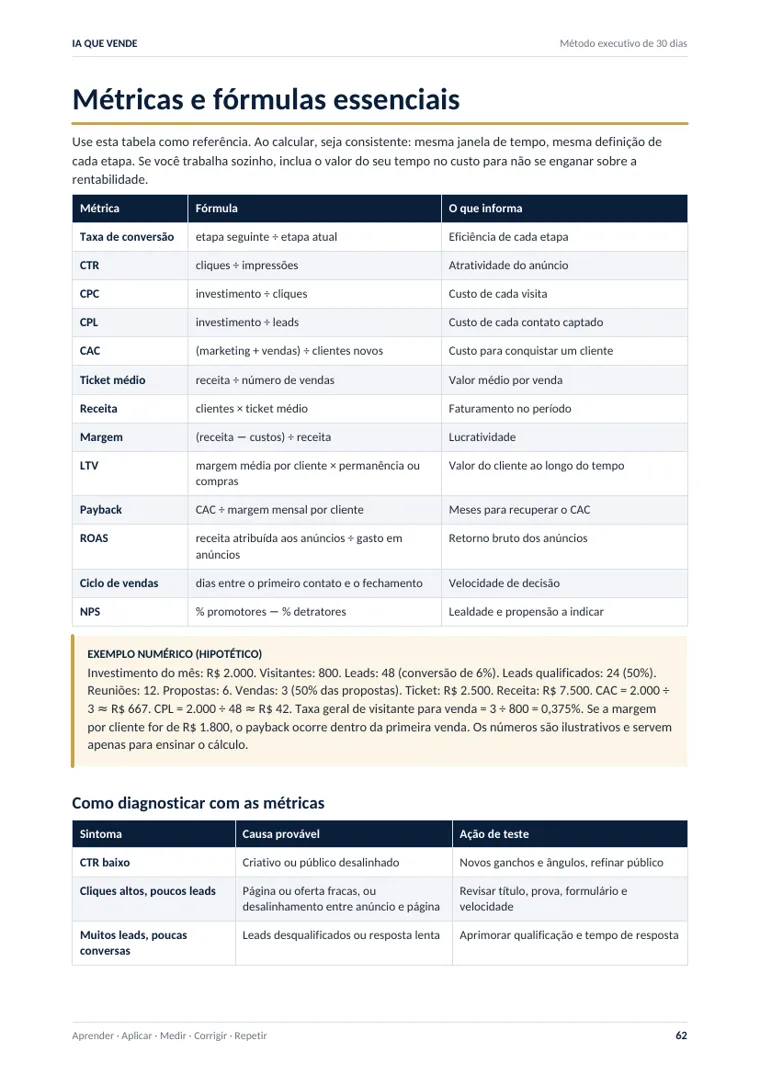 IA QUE VENDE
Método executivo de 30 dias
Métricas e fórmulas essenciais
Use esta tabela como referência. Ao calcular, seja consistente: mesma janela de tempo, mesma definição de
cada etapa. Se você trabalha sozinho, inclua o valor do seu tempo no custo para não se enganar sobre a
rentabilidade.
Métrica Fórmula O que informa
Taxa de conversão etapa seguinte ÷ etapa atual Eficiência de cada etapa
CTR cliques ÷ impressões Atratividade do anúncio
CPC investimento ÷ cliques Custo de cada visita
CPL investimento ÷ leads Custo de cada contato captado
CAC (marketing + vendas) ÷ clientes novos Custo para conquistar um cliente
Ticket médio receita ÷ número de vendas Valor médio por venda
Receita clientes × ticket médio Faturamento no período
Margem (receita − custos) ÷ receita Lucratividade
LTV margem média por cliente × permanência ou Valor do cliente ao longo do tempo
compras
Payback CAC ÷ margem mensal por cliente Meses para recuperar o CAC
ROAS receita atribuída aos anúncios ÷ gasto em Retorno bruto dos anúncios
anúncios
Ciclo de vendas dias entre o primeiro contato e o fechamento Velocidade de decisão
NPS % promotores − % detratores Lealdade e propensão a indicar
EXEMPLO NUMÉRICO (HIPOTÉTICO)
Investimento do mês: R$ 2.000. Visitantes: 800. Leads: 48 (conversão de 6%). Leads qualificados: 24 (50%).
Reuniões: 12. Propostas: 6. Vendas: 3 (50% das propostas). Ticket: R$ 2.500. Receita: R$ 7.500. CAC = 2.000 ÷
3 ≈ R$ 667. CPL = 2.000 ÷ 48 ≈ R$ 42. Taxa geral de visitante para venda = 3 ÷ 800 = 0,375%. Se a margem
por cliente for de R$ 1.800, o payback ocorre dentro da primeira venda. Os números são ilustrativos e servem
apenas para ensinar o cálculo.
Como diagnosticar com as métricas
Sintoma Causa provável Ação de teste
CTR baixo Criativo ou público desalinhado Novos ganchos e ângulos, refinar público
Cliques altos, poucos leads Página ou oferta fracas, ou Revisar título, prova, formulário e
desalinhamento entre anúncio e página velocidade
Muitos leads, poucas Leads desqualificados ou resposta lenta Aprimorar qualificação e tempo de resposta
conversas
Aprender · Aplicar · Medir · Corrigir · Repetir
62